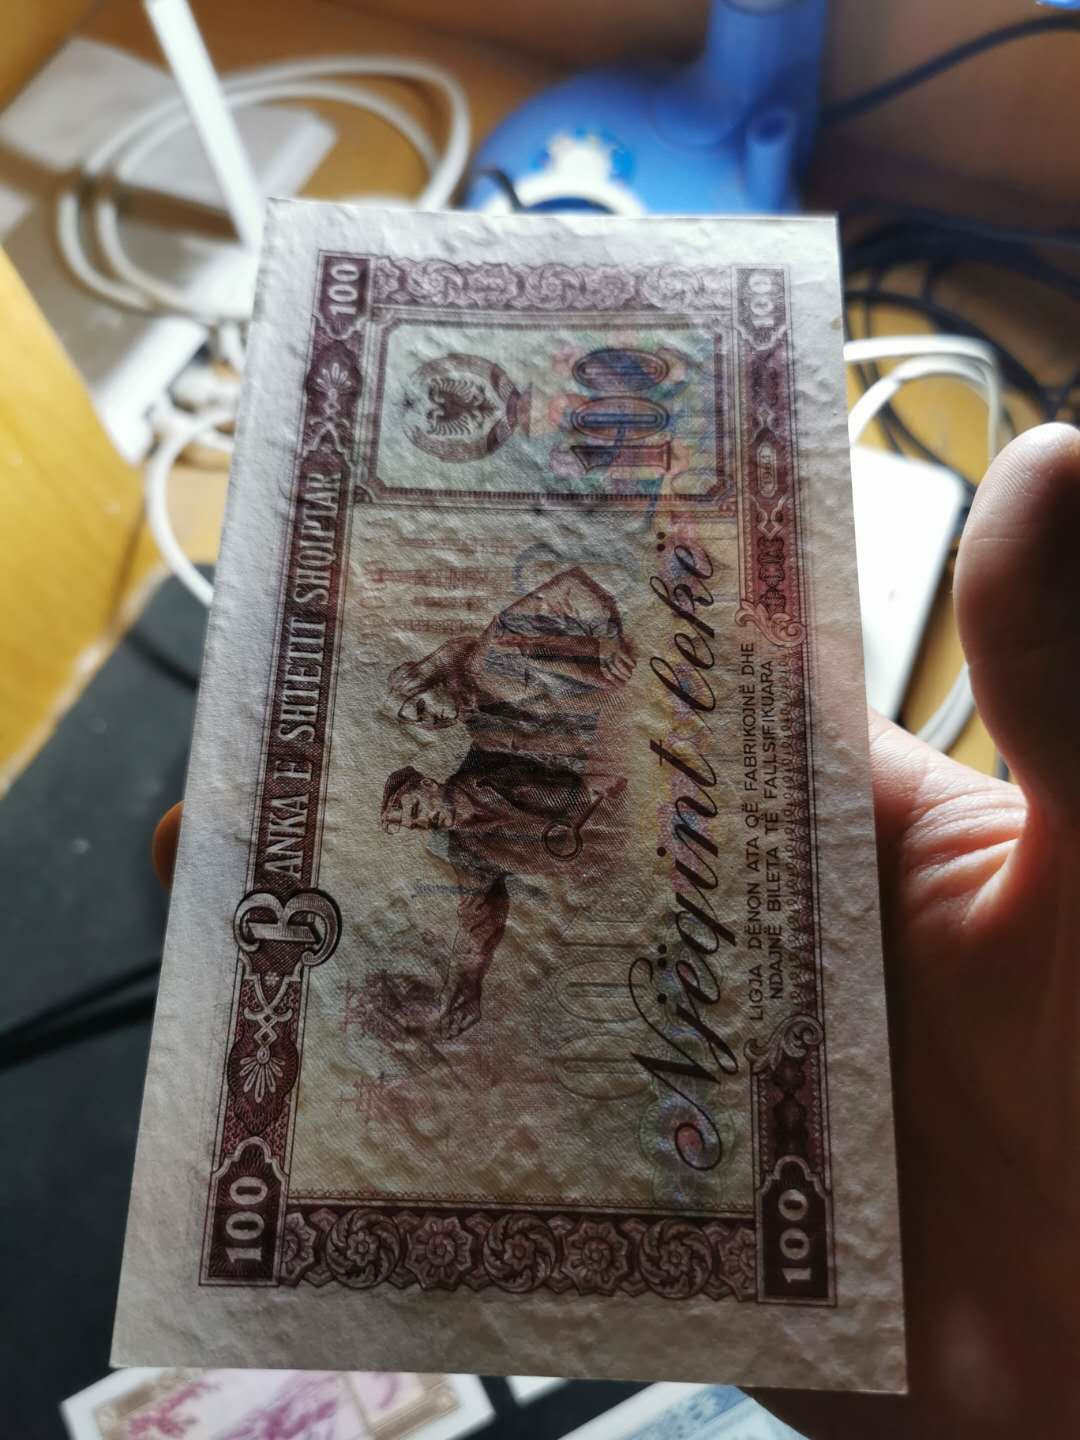 100
BANKA E SHTETIT SHQIPTAR
100
100
Njëqint lekë
LIGJA DËNON ATA QË FABRIKOJNË DHE
NDAJNË BILETA TË FALLSIFIKUARA
100
100